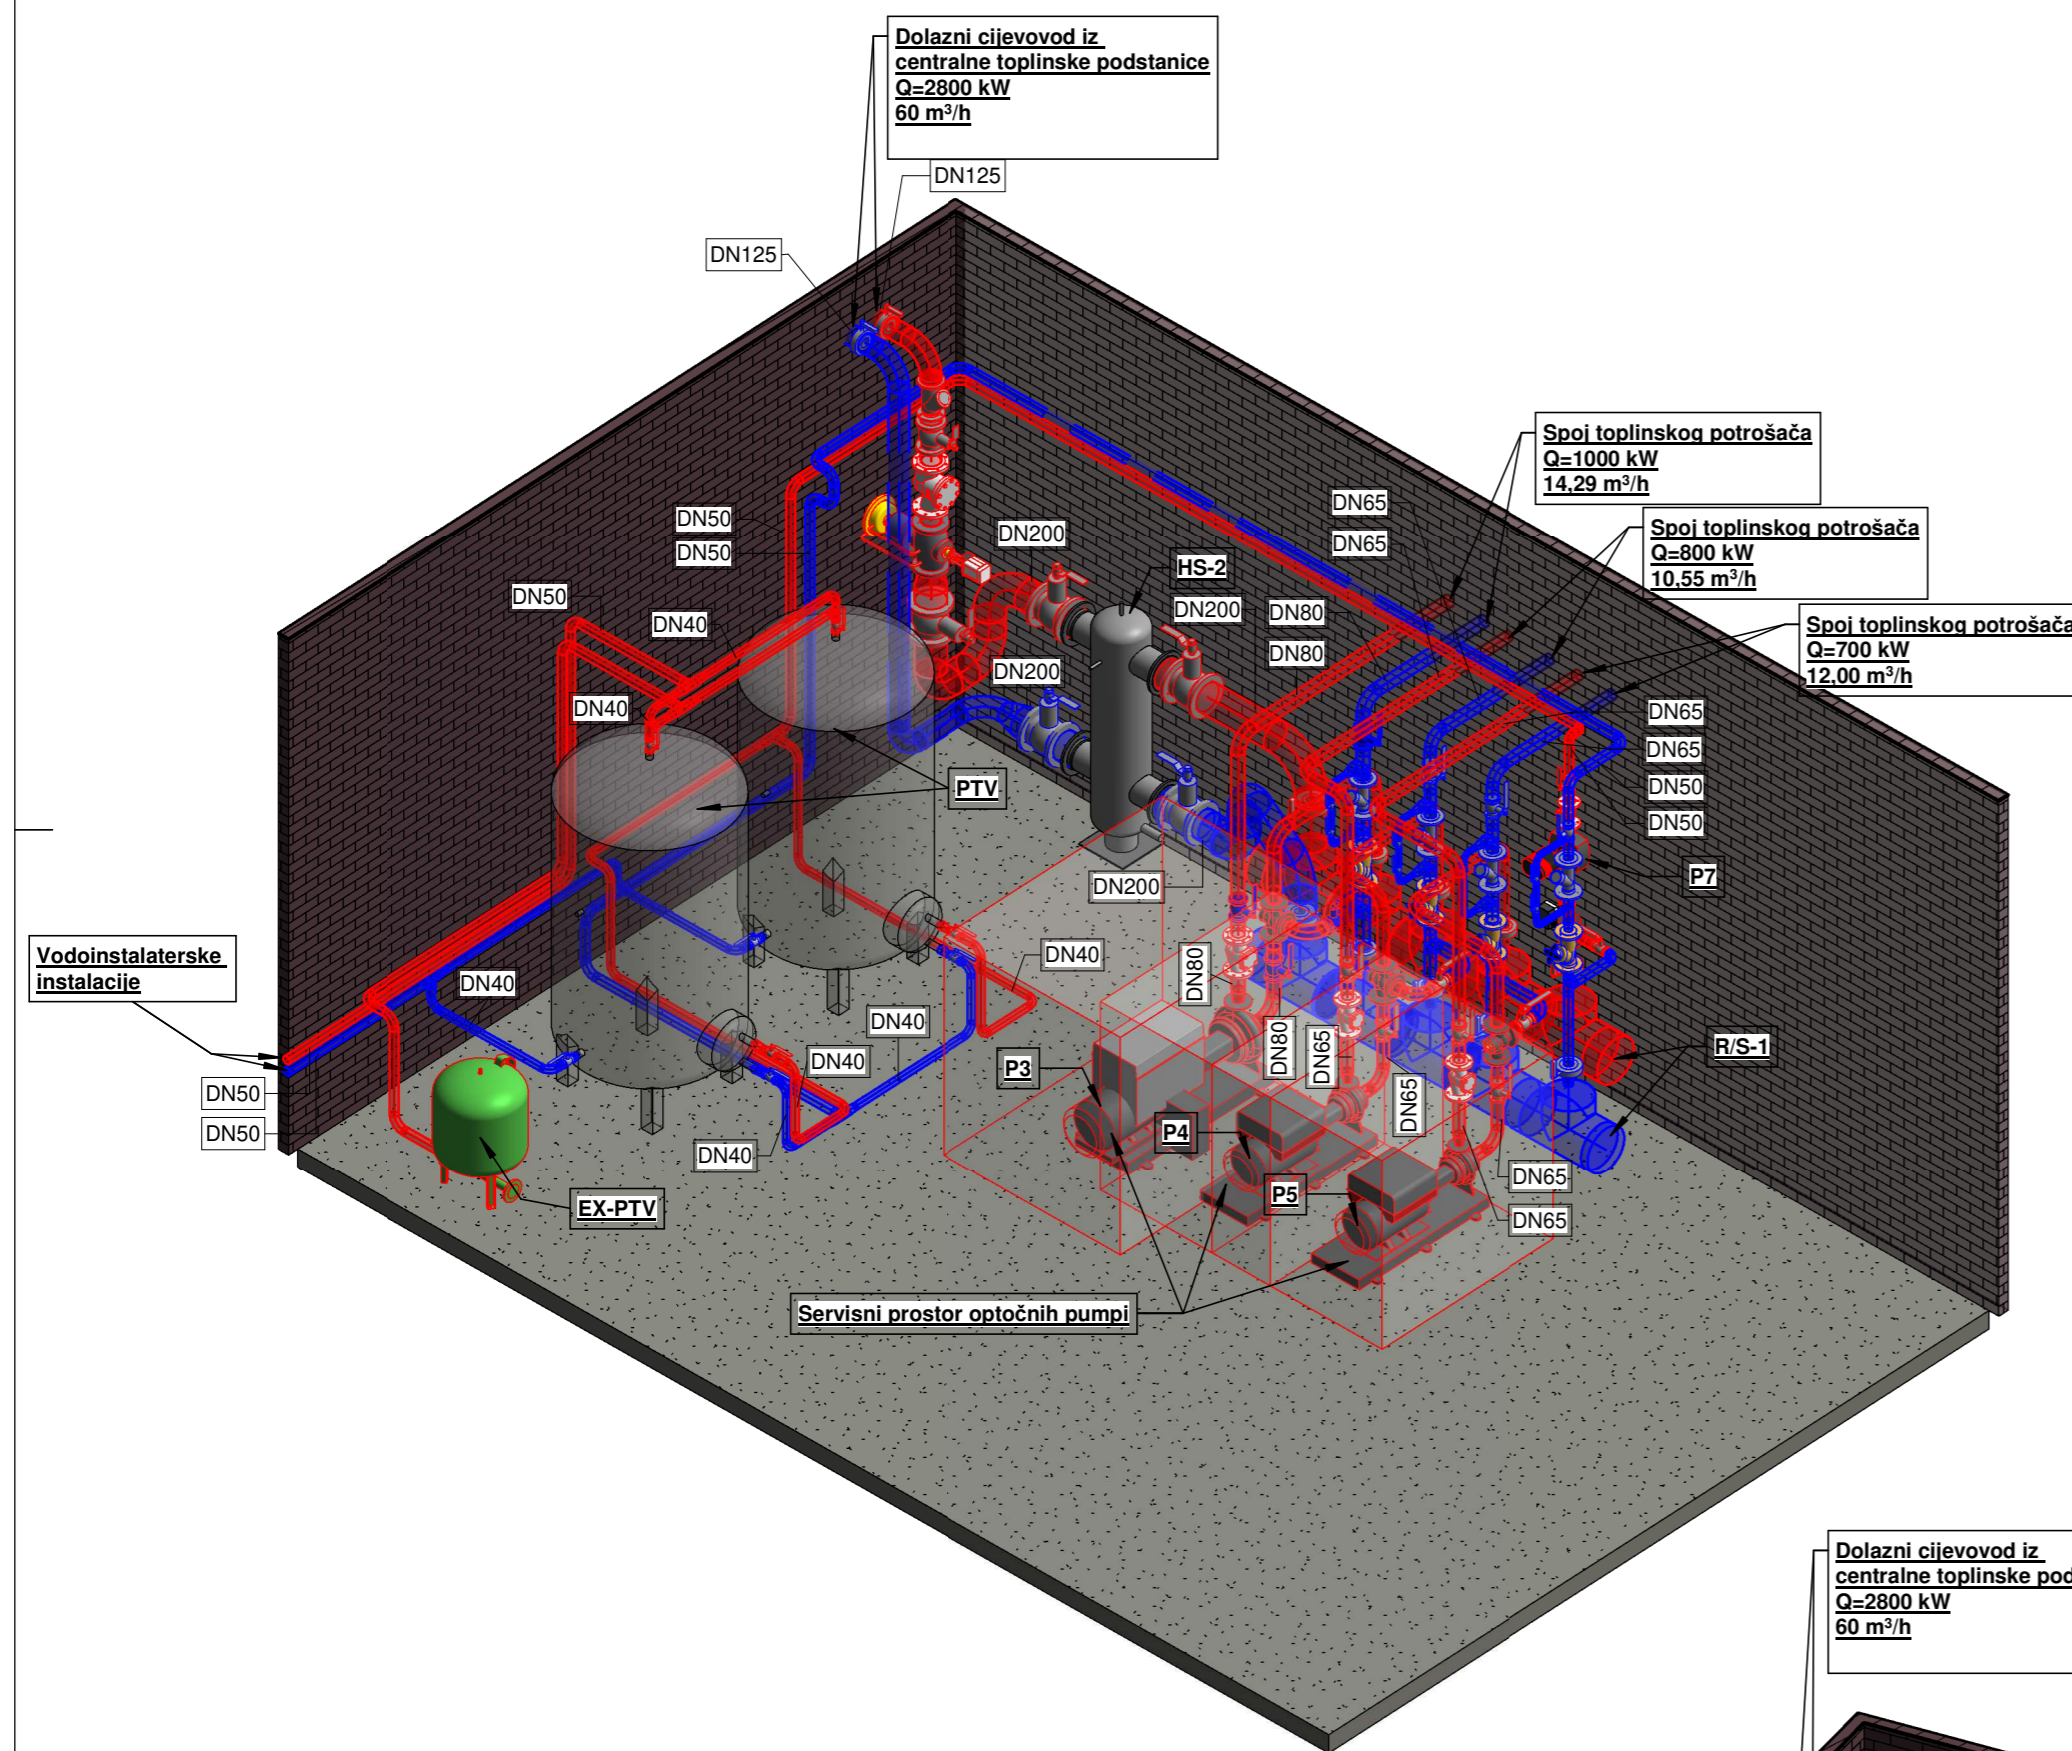 Dolazni cijevovod iz
centralne toplinske podstanice
Q=2800 kW
60 m³/h
DN125
DN125
Spoj toplinskog potrošača
Q=1000 kW
14,29 m³/h
Spoj toplinskog potrošača
Q=800 kW
10,55 m³/h
Spoj toplinskog potrošača
Q=700 kW
12,00 m³/h
DN65
DN65
DN50
DN50
DN200
HS-2
DN200
DN80
DN80
DN50
DN40
DN200
DN40
DN65
DN65
DN50
DN50
PTV
P7
DN200
Vodoinstalaterske
instalacije
DN40
DN40
DN80
DN40
DN80
DN65
R/S-1
DN40
P3
DN65
DN50
DN50
P4
DN40
DN65
P5
EX-PTV
DN65
Servisni prostor optočnih pumpi
Dolazni cijevovod iz
centralne toplinske pod
Q=2800 kW
60 m³/h